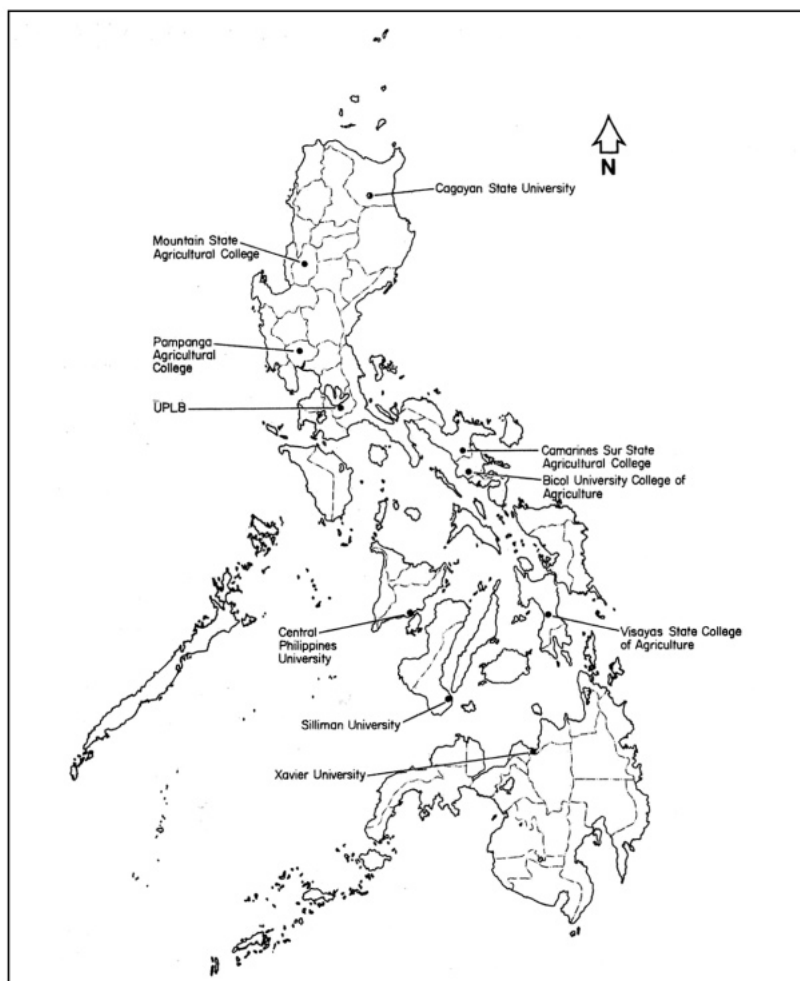 N
Cagayan State University
Mountain State
Agricultural College
Pampanga
Agricultural
College
UPLB
Camarines Sur State
Agricultural College
Bicol University College of
Agriculture
Central
Philippines
University
Visayas State College
of Agriculture
Silliman University
Xavier University